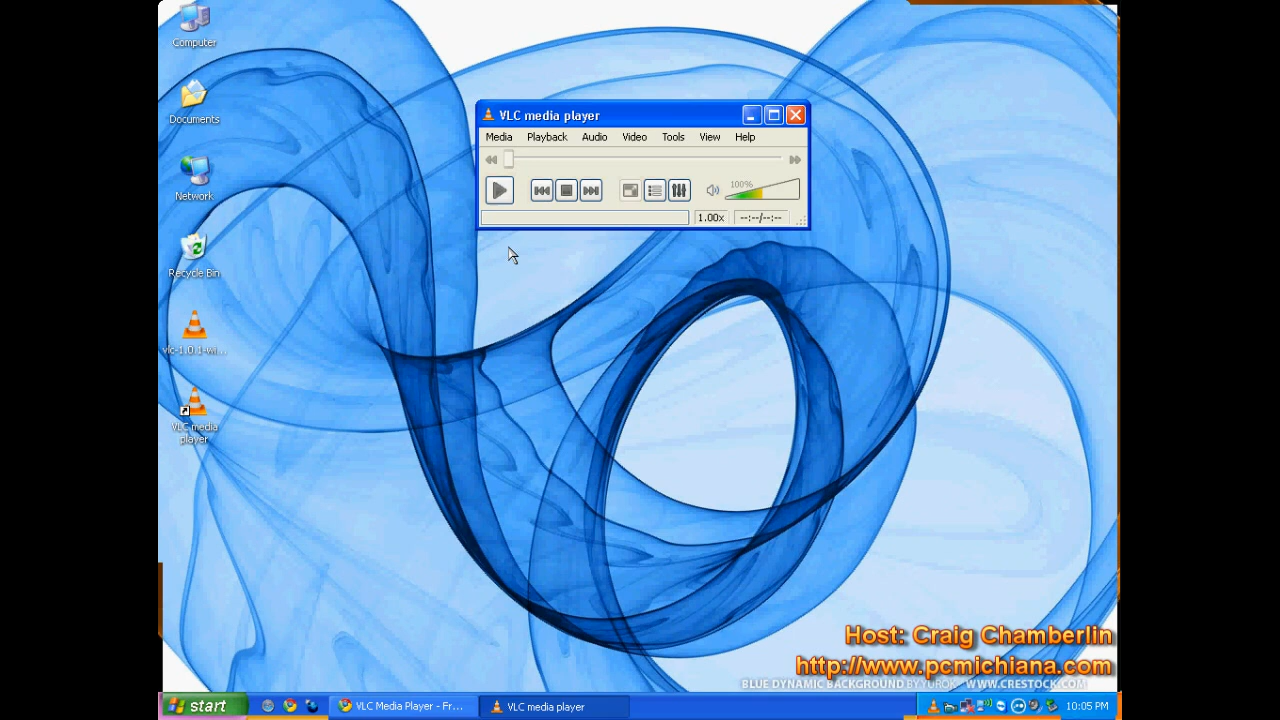 Computer
Documents
Network
Recycle Bin
vlc-1.0.1-wi...
VLC media
player
VLC media player
Media Playback Audio Video Tools View Help
100%
1.00x --:--/--:--
Host: Craig Chamberlin
http://www.pcmichiana.com
BLUE DYNAMIC BACKGROUND BY YUROK WWW.CRESTOCK.COM
start VLC Media Player - Fr... VLC media player 10:05 PM